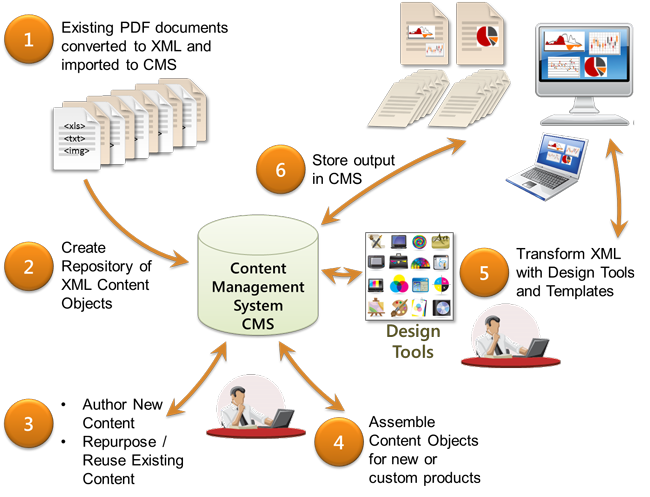 1
Existing PDF documents
converted to XML and
imported to CMS
<xls>
<txt>
<img>
6
Store output
in CMS
2
Create
Repository of
XML Content
Objects
Content
Management
System
CMS
Design
Tools
5
Transform XML
with Design Tools
and Templates
3
• Author New
Content
• Repurpose /
Reuse Existing
Content
4
Assemble
Content Objects
for new or
custom products